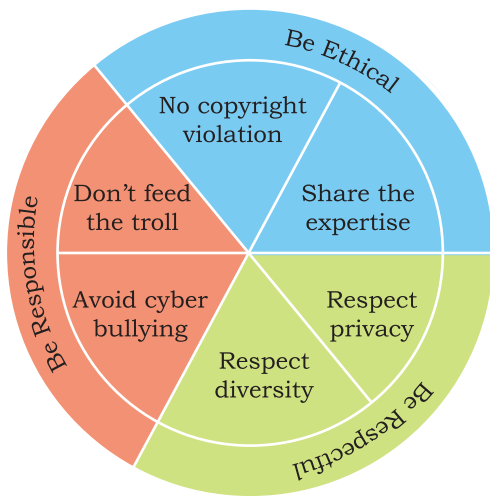 Be Ethical
No copyright
violation
Share the
expertise
Be Responsible
Don't feed
the troll
Avoid cyber
bullying
Respect
privacy
Respect
diversity
Be Respectful